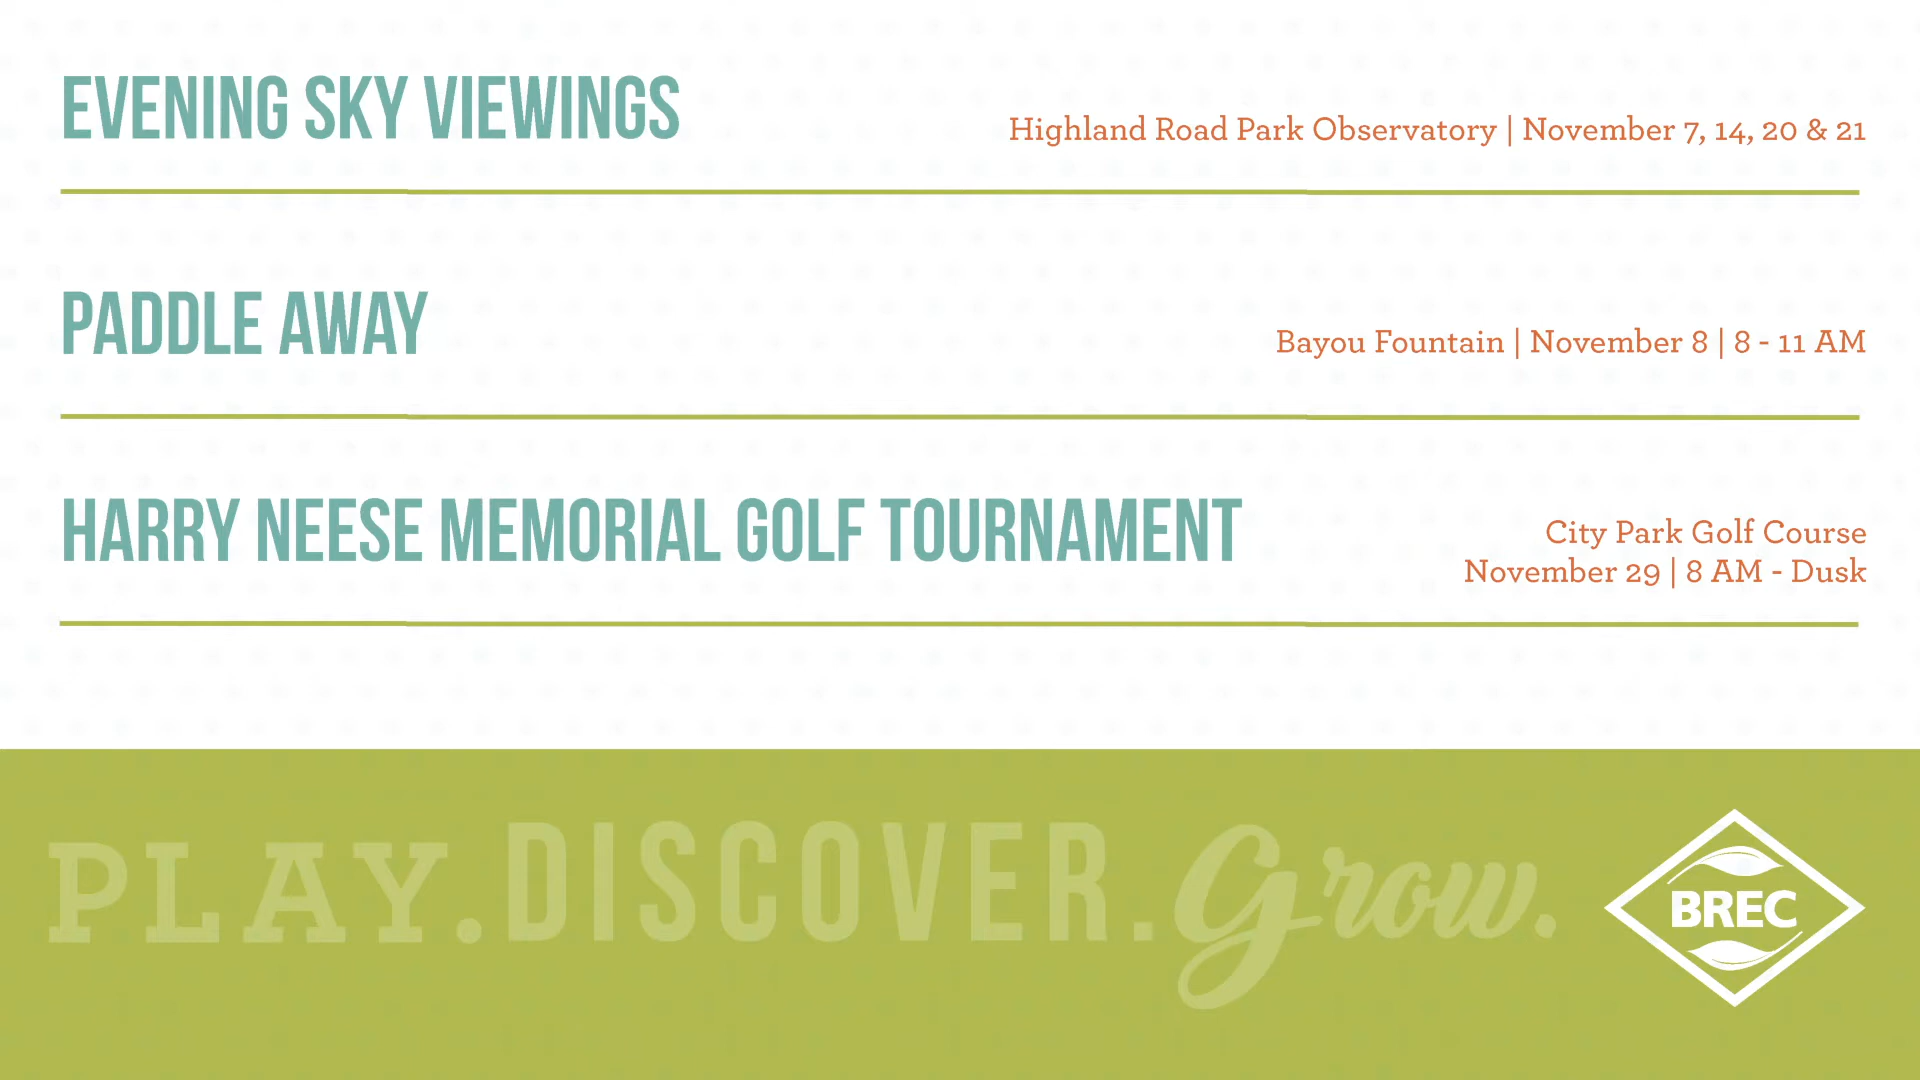 EVENING SKY VIEWINGS
Highland Road Park Observatory | November 7, 14, 20 & 21
PADDLE AWAY
Bayou Fountain | November 8 | 8 - 11 AM
HARRY NEESE MEMORIAL GOLF TOURNAMENT
City Park Golf Course
November 29 | 8 AM - Dusk
PLAY. DISCOVER. Grow.
BREC